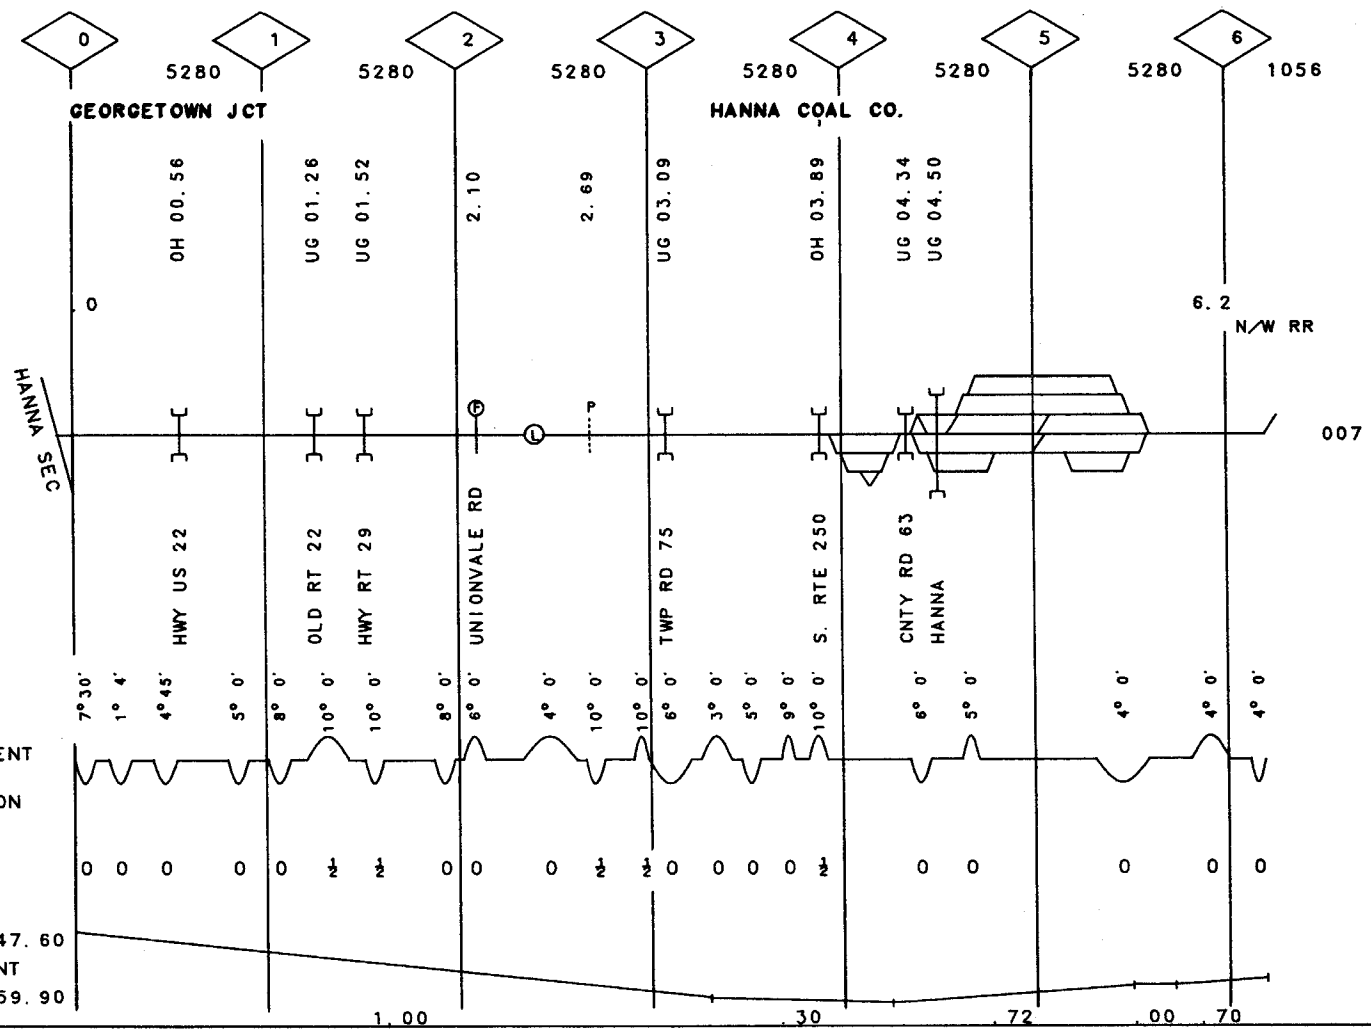 0 1 2 3 4 5 6
5280 5280 5280 5280 5280 5280 1056
GEORGETOWN JCT HANNA COAL CO.
OH 00.56
UG 01.26
UG 01.52
2.10
2.69
UG 03.09
OH 03.89
UG 04.34
UG 04.50
0
6.2
N/W RR
HANNA SEC
F
L
P
007
HWY US 22
OLD RT 22
HWY RT 29
UNIONVALE RD
TWP RD 75
S. RTE 250
CNTY RD 63
HANNA
7°30' 1° 4' 4°45' 5° 0' 8° 0' 10° 0' 10° 0' 8° 0' 6° 0' 4° 0' 10° 0' 10° 0' 6° 0' 3° 0' 5° 0' 9° 0' 10° 0' 6° 0' 5° 0' 4° 0' 4° 0' 4° 0'
ENT
ON
0 0 0 0 0 ½ ½ 0 0 0 ½ ½ 0 0 0 0 ½ 0 0 0 0 0
47.60
NT
59.90
1.00 .30 .72 .00 .70